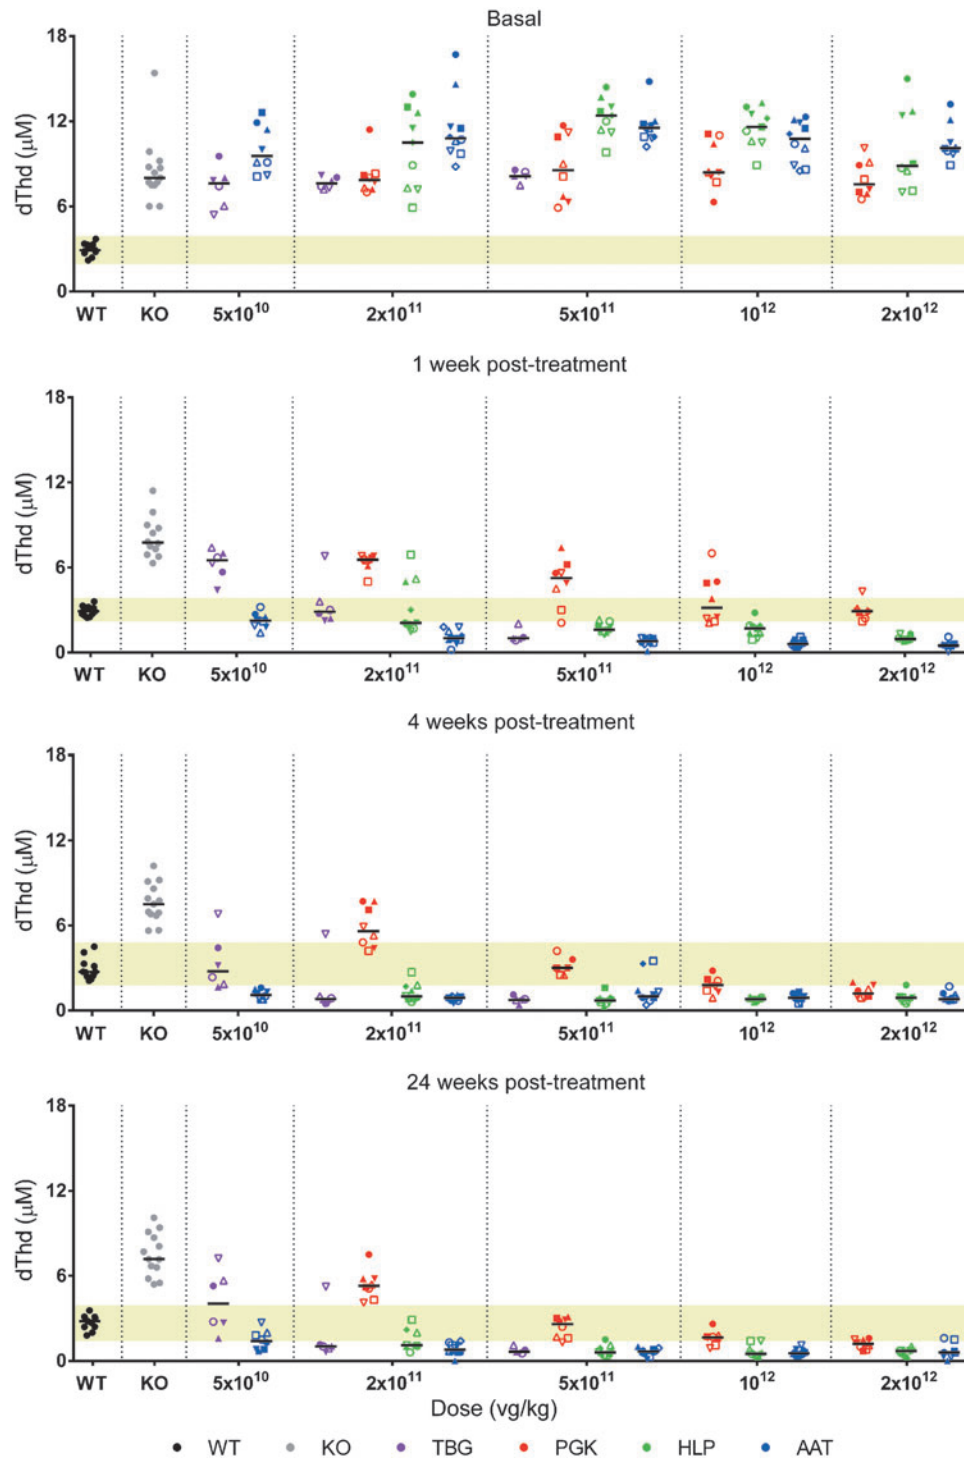 Basal
18
12
6
0
dThd (μM)
WT KO 5x10¹⁰ 2x10¹¹ 5x10¹¹ 10¹² 2x10¹²
1 week post-treatment
18
12
6
0
dThd (μM)
WT KO 5x10¹⁰ 2x10¹¹ 5x10¹¹ 10¹² 2x10¹²
4 weeks post-treatment
18
12
6
0
dThd (μM)
WT KO 5x10¹⁰ 2x10¹¹ 5x10¹¹ 10¹² 2x10¹²
24 weeks post-treatment
18
12
6
0
dThd (μM)
WT KO 5x10¹⁰ 2x10¹¹ 5x10¹¹ 10¹² 2x10¹²
Dose (vg/kg)
WT KO TBG PGK HLP AAT